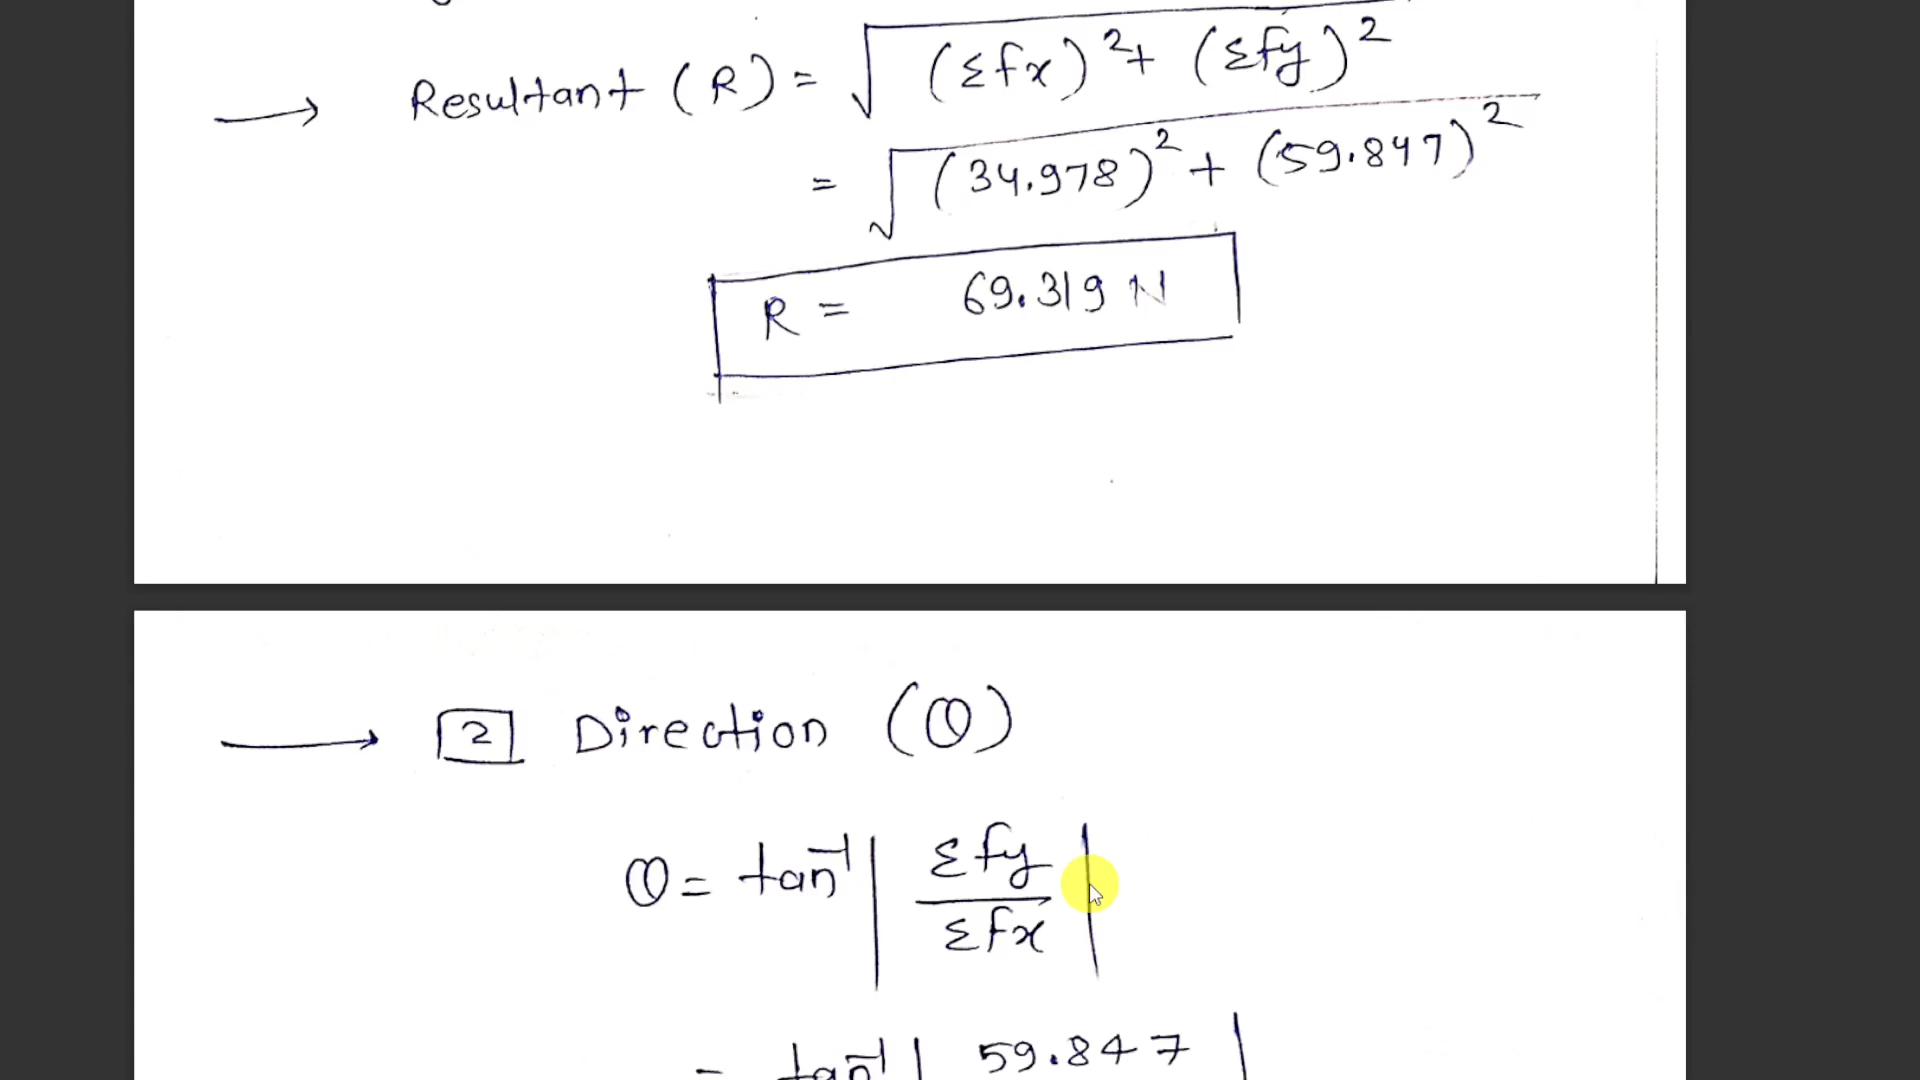 → Resultant (R) = √(Σfx)² + (Σfy)²
= √(34.978)² + (59.847)²
R = 69.319 N
→ 2 Direction (θ)
θ = tan⁻¹ | Σfy / Σfx |
= tan⁻¹ | 59.847 |